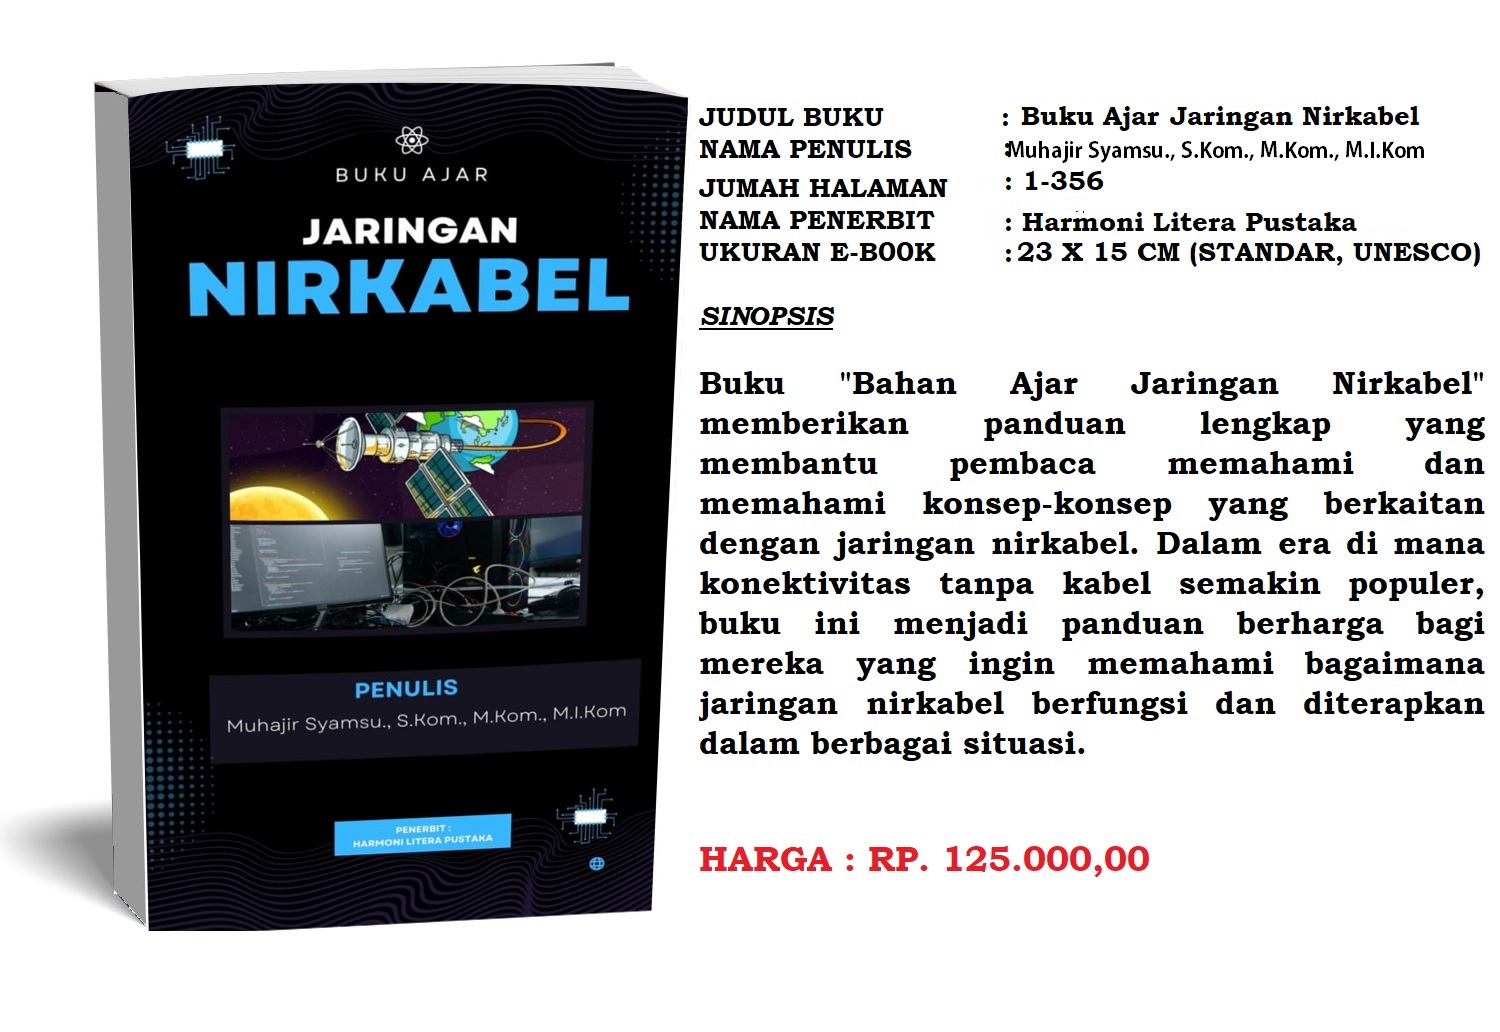 BUKU AJAR
JARINGAN
NIRKABEL
PENULIS
Muhajir Syamsu., S.Kom., M.Kom., M.I.Kom
PENERBIT :
HARMONI LITERA PUSTAKA
JUDUL BUKU : Buku Ajar Jaringan Nirkabel
NAMA PENULIS :Muhajir Syamsu., S.Kom., M.Kom., M.I.Kom
JUMAH HALAMAN : 1-356
NAMA PENERBIT : Harmoni Litera Pustaka
UKURAN E-B00K : 23 X 15 CM (STANDAR, UNESCO)
SINOPSIS
Buku "Bahan Ajar Jaringan Nirkabel"
memberikan panduan lengkap yang
membantu pembaca memahami dan
memahami konsep-konsep yang berkaitan
dengan jaringan nirkabel. Dalam era di mana
konektivitas tanpa kabel semakin populer,
buku ini menjadi panduan berharga bagi
mereka yang ingin memahami bagaimana
jaringan nirkabel berfungsi dan diterapkan
dalam berbagai situasi.
HARGA : RP. 125.000,00